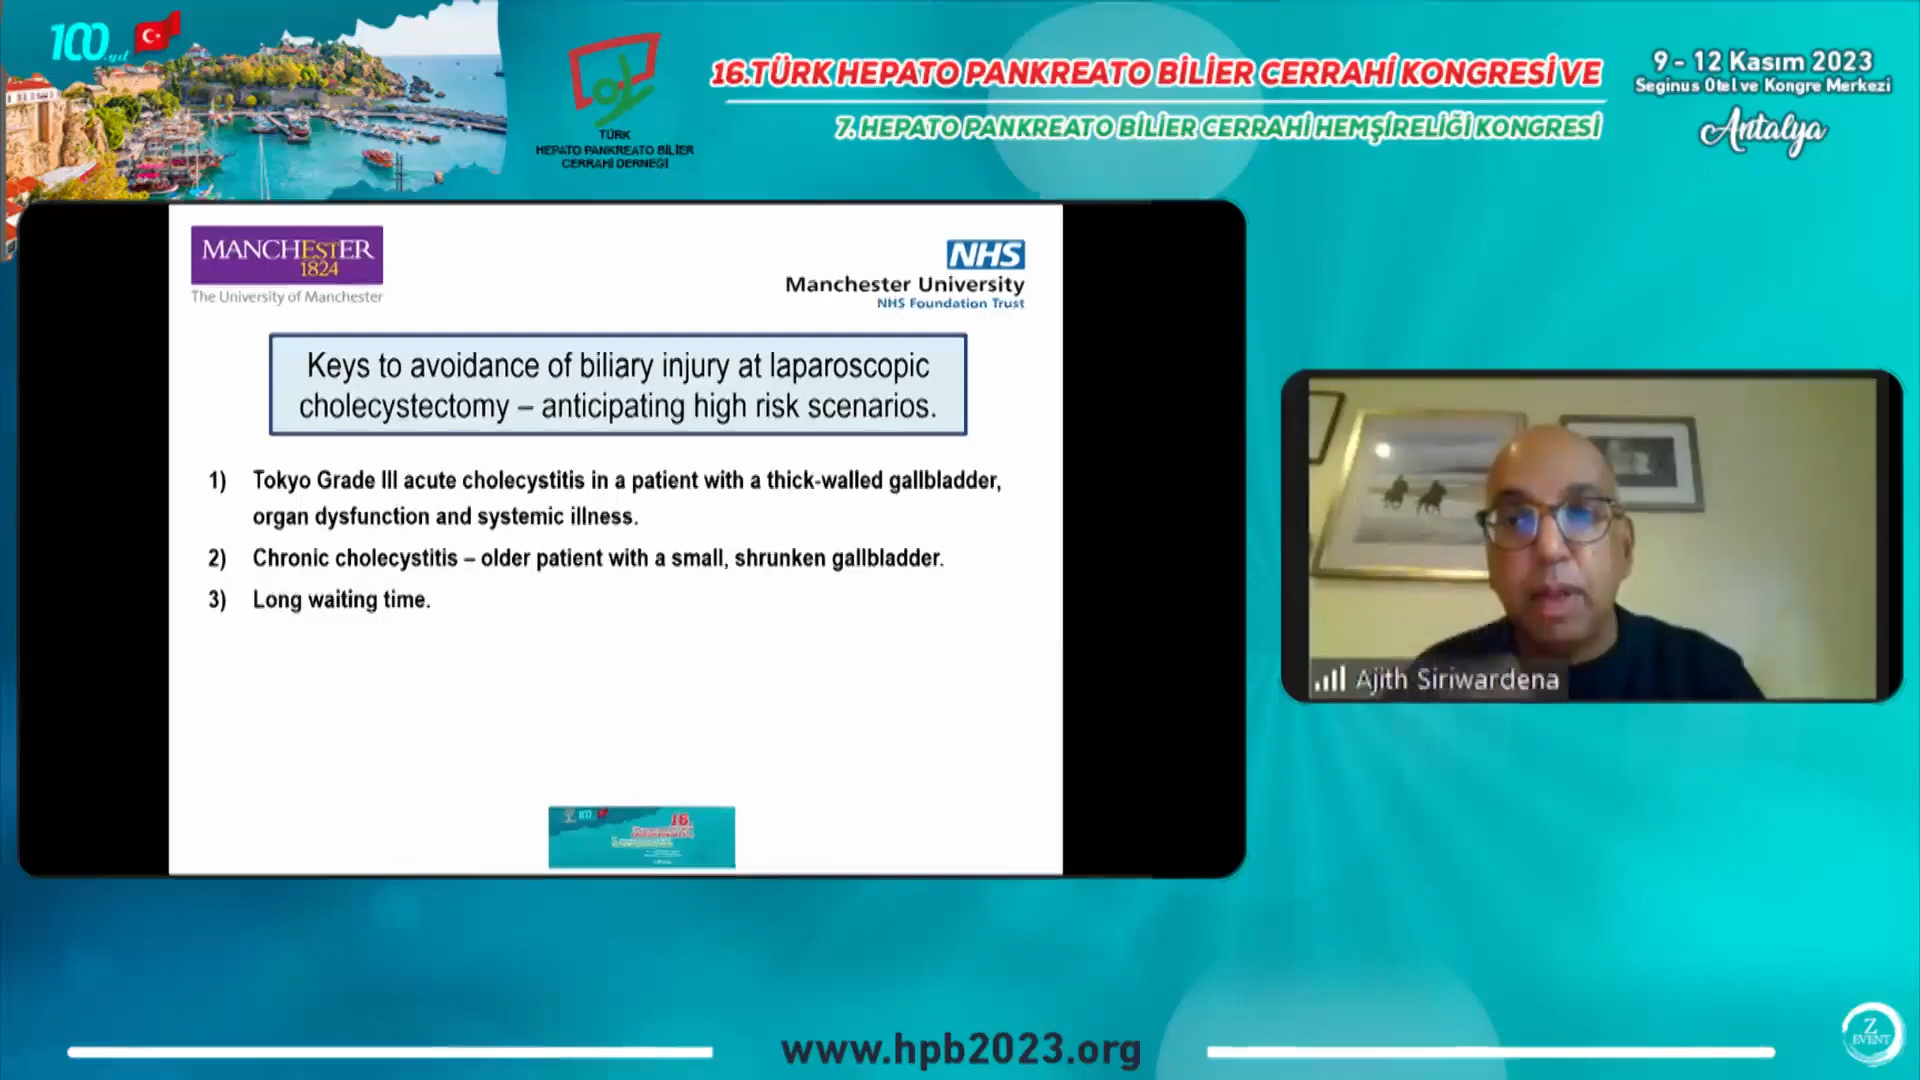 100.yıl
TÜRK
HEPATO PANKREATO BİLİER
CERRAHİ DERNEĞİ
16.TÜRK HEPATO PANKREATO BİLİER CERRAHİ KONGRESİ VE
7. HEPATO PANKREATO BİLİER CERRAHİ HEMŞİRELİĞİ KONGRESİ
9 - 12 Kasım 2023
Seginus Otel ve Kongre Merkezi
Antalya
MANCHESTER
1824
The University of Manchester
NHS
Manchester University
NHS Foundation Trust
Keys to avoidance of biliary injury at laparoscopic
cholecystectomy – anticipating high risk scenarios.
1) Tokyo Grade III acute cholecystitis in a patient with a thick-walled gallbladder,
organ dysfunction and systemic illness.
2) Chronic cholecystitis – older patient with a small, shrunken gallbladder.
3) Long waiting time.
100
16.
Ajith Siriwardena
www.hpb2023.org
Z
EVENT